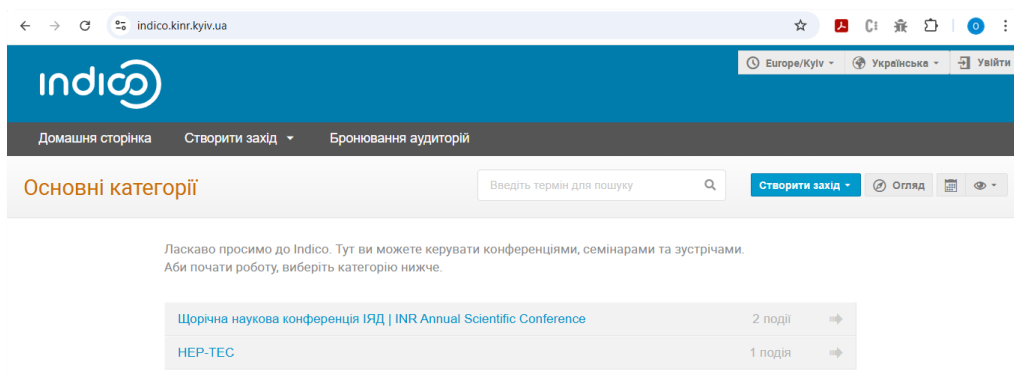 indico.kinr.kyiv.ua
indico
Europe/Kyiv
Українська
Увійти
Домашня сторінка Створити захід Бронювання аудиторій
Основні категорії
Введіть термін для пошуку
Створити захід
Огляд
Ласкаво просимо до Indico. Тут ви можете керувати конференціями, семінарами та зустрічами.
Аби почати роботу, виберіть категорію нижче.
Щорічна наукова конференція ІЯД | INR Annual Scientific Conference 2 події
HEP-TEC 1 подія